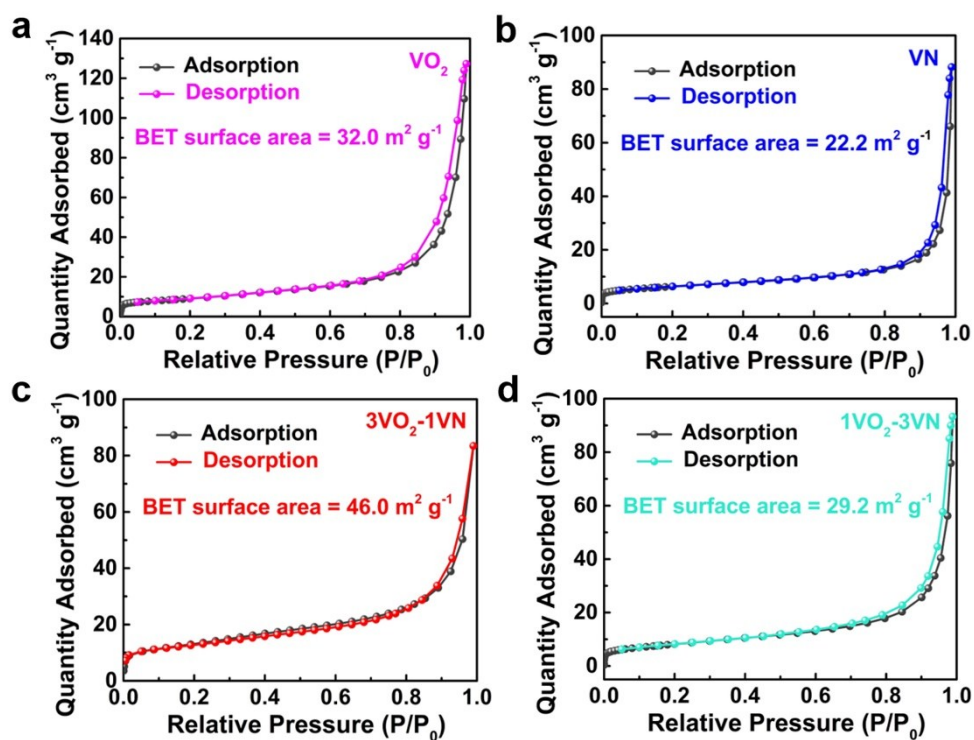 a
Quantity Adsorbed (cm³ g⁻¹)
140
120
100
80
60
40
20
0
VO₂
Adsorption
Desorption
BET surface area = 32.0 m² g⁻¹
0.0 0.2 0.4 0.6 0.8 1.0
Relative Pressure (P/P₀)
b
Quantity Adsorbed (cm³ g⁻¹)
100
80
60
40
20
0
VN
Adsorption
Desorption
BET surface area = 22.2 m² g⁻¹
0.0 0.2 0.4 0.6 0.8 1.0
Relative Pressure (P/P₀)
c
Quantity Adsorbed (cm³ g⁻¹)
100
80
60
40
20
0
3VO₂-1VN
Adsorption
Desorption
BET surface area = 46.0 m² g⁻¹
0.0 0.2 0.4 0.6 0.8 1.0
Relative Pressure (P/P₀)
d
Quantity Adsorbed (cm³ g⁻¹)
100
80
60
40
20
0
1VO₂-3VN
Adsorption
Desorption
BET surface area = 29.2 m² g⁻¹
0.0 0.2 0.4 0.6 0.8 1.0
Relative Pressure (P/P₀)